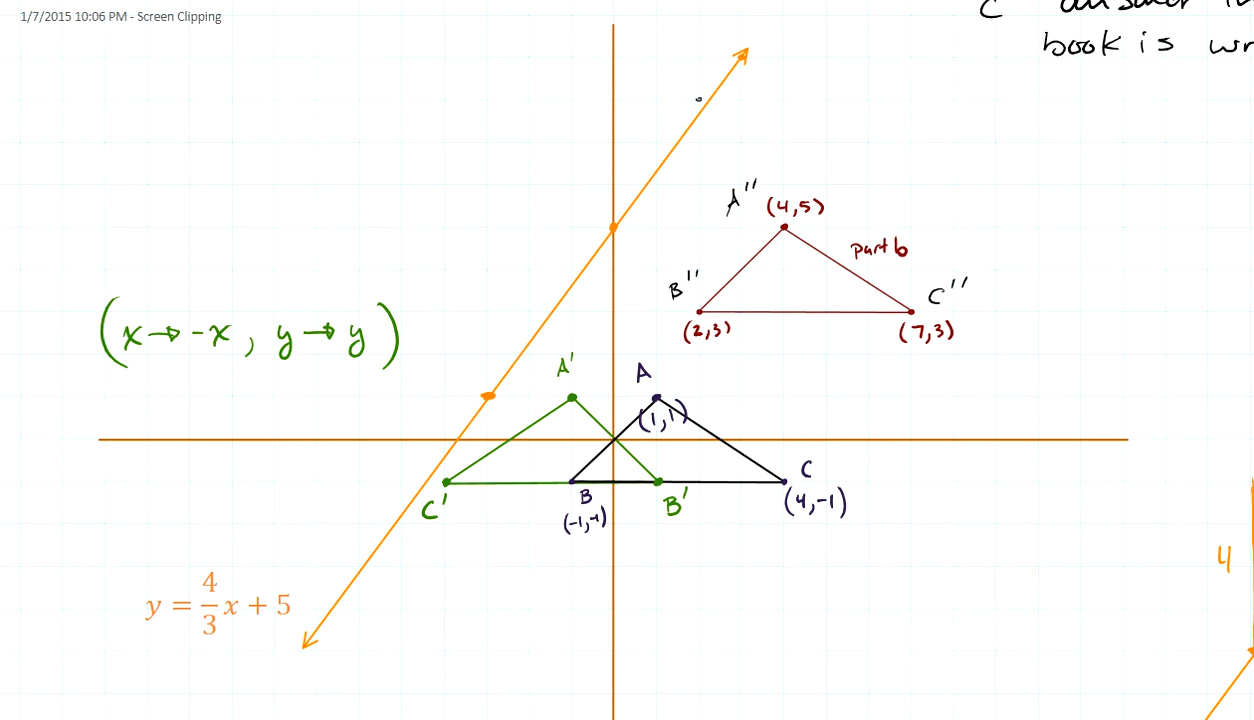 1/7/2015 10:06 PM - Screen Clipping
book is
A''
(4,5)
part b
B''
C''
(2,3)
(7,3)
(x→-x, y→y)
A'
A
(1,1)
C
C'
B
B'
(4,-1)
(-1,-1)
4
y = 4/3 x + 5